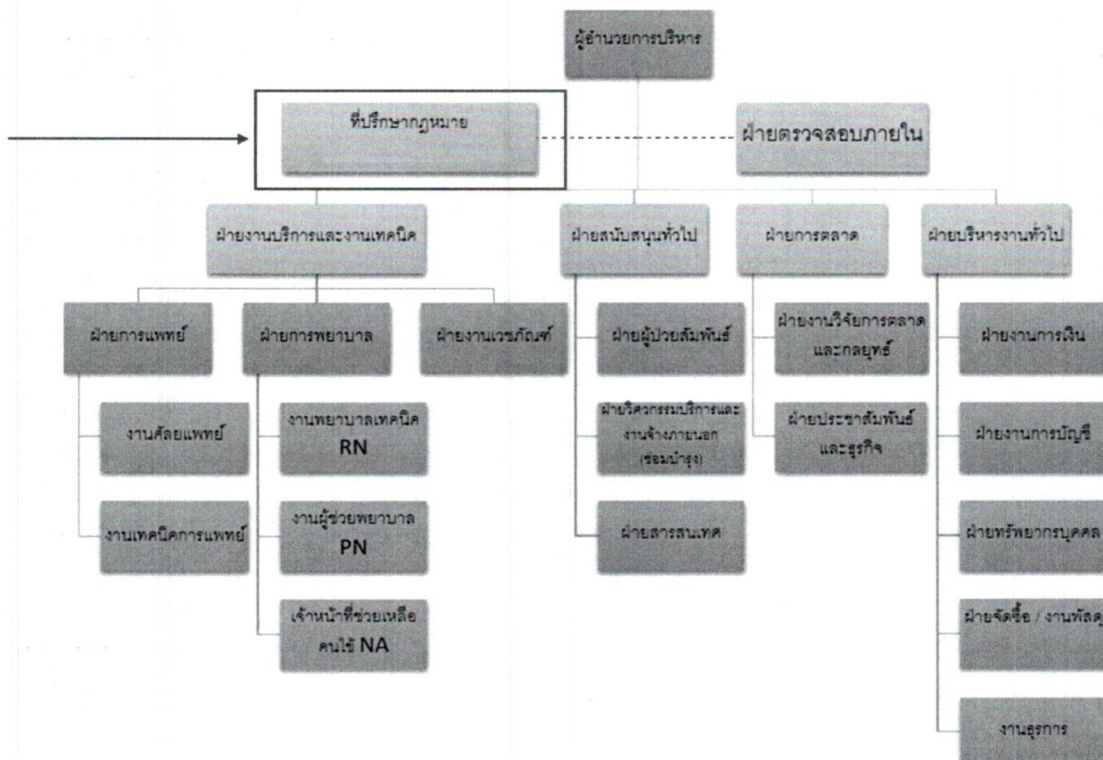 ผู้อำนวยการบริหาร
ที่ปรึกษากฎหมาย
ฝ่ายตรวจสอบภายใน
ฝ่ายงานบริการและงานเทคนิค
ฝ่ายสนับสนุนทั่วไป
ฝ่ายการตลาด
ฝ่ายบริหารงานทั่วไป
ฝ่ายการแพทย์
ฝ่ายการพยาบาล
ฝ่ายงานเวชภัณฑ์
ฝ่ายผู้ป่วยสัมพันธ์
ฝ่ายงานวิจัยการตลาด
และกลยุทธ์
ฝ่ายงานการเงิน
งานศัลยแพทย์
งานพยาบาลเทคนิค
RN
ฝ่ายวิศวกรรมบริการและ
งานจ้างภายนอก
(ซ่อมบำรุง)
ฝ่ายประชาสัมพันธ์
และธุรกิจ
ฝ่ายงานการบัญชี
งานเทคนิคการแพทย์
งานผู้ช่วยพยาบาล
PN
ฝ่ายสารสนเทศ
ฝ่ายทรัพยากรบุคคล
เจ้าหน้าที่ช่วยเหลือ
คนไข้ NA
ฝ่ายจัดซื้อ / งานพัสดุ
งานธุรการ